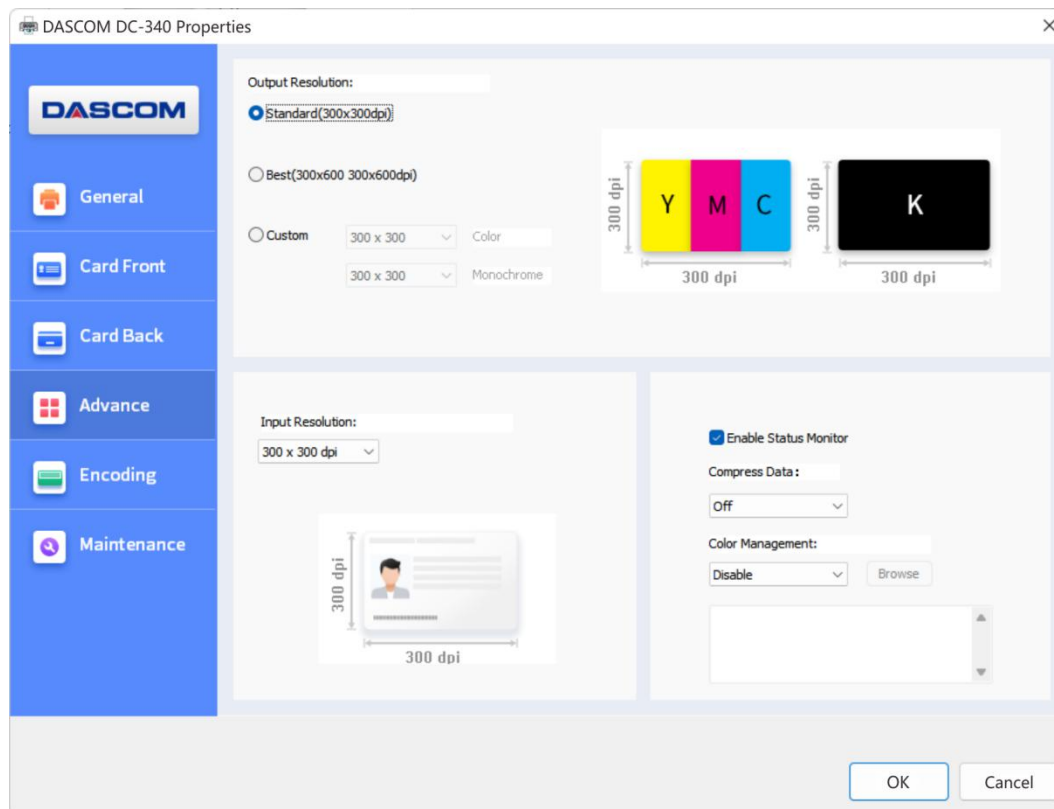 DASCOM DC-340 Properties
DASCOM
General
Card Front
Card Back
Advance
Encoding
Maintenance
Output Resolution:
Standard(300x300dpi)
Best(300x600 300x600dpi)
Custom
300 x 300
Color
300 x 300
Monochrome
300 dpi
Y M C
300 dpi
300 dpi
K
300 dpi
Input Resolution:
300 x 300 dpi
300 dpi
300 dpi
Enable Status Monitor
Compress Data:
Off
Color Management:
Disable
Browse
OK
Cancel